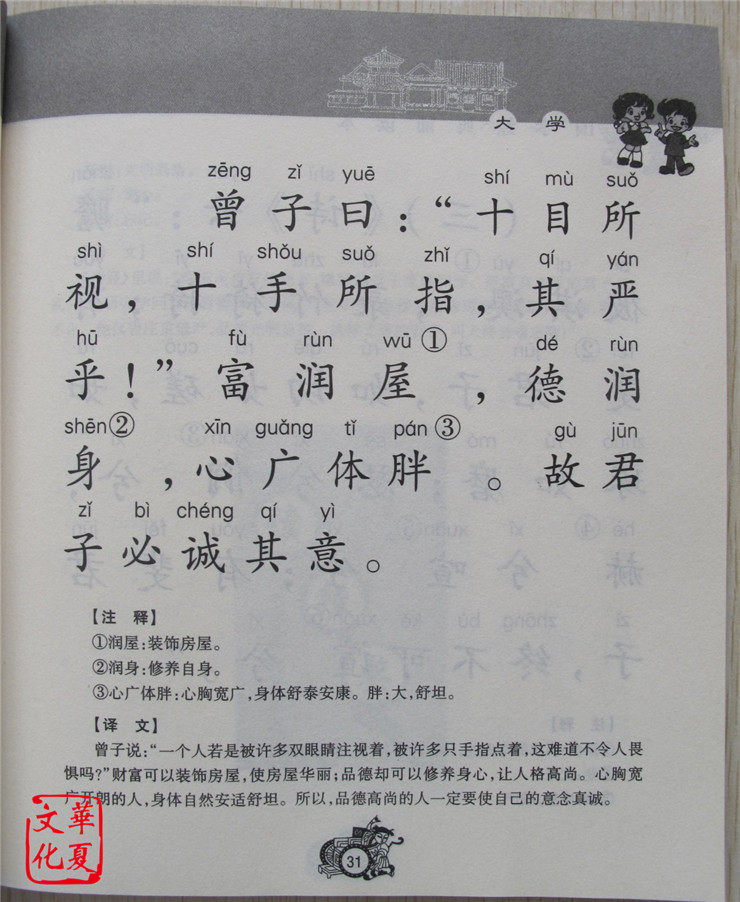 大 学
zēng zǐ yuē shí mù suǒ
曾子曰：“十目所
shì shí shǒu suǒ zhǐ qí yán
视，十手所指，其严
hū fù rùn wū ① dé rùn
乎！”富润屋，德润
shēn ② xīn guǎng tǐ pán ③ gù jūn
身，心广体胖。故君
zǐ bì chéng qí yì
子必诚其意。
【注 释】
①润屋：装饰房屋。
②润身：修养自身。
③心广体胖：心胸宽广，身体舒泰安康。胖：大，舒坦。
【译 文】
曾子说：“一个人若是被许多双眼睛注视着，被许多只手指点着，这难道不令人畏
惧吗？”财富可以装饰房屋，使房屋华丽；品德却可以修养身心，让人格高尚。心胸宽
广开朗的人，身体自然安适舒坦。所以，品德高尚的人一定要使自己的意念真诚。
華夏
文化
31